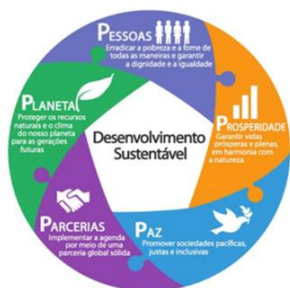 PESSOAS
Erradicar a pobreza e a fome de
todas as maneiras e garantir
a dignidade e a igualdade
PLANETA
Proteger os recursos
naturais e o clima
do nosso planeta
para as gerações
futuras
PROSPERIDADE
Garantir vidas
prósperas e plenas,
em harmonia com
a natureza
Desenvolvimento
Sustentável
PARCERIAS
Implementar a agenda
por meio de uma
parceria global sólida
PAZ
Promover sociedades pacíficas,
justas e inclusivas